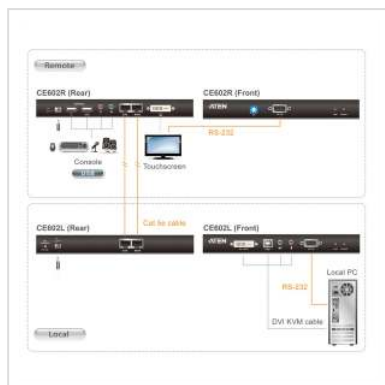 Remote
CE602R (Rear)
CE602R (Front)
ATEN
RS-232
Console
USB
Touchscreen
Cat 5e cable
CE602L (Rear)
CE602L (Front)
ATEN
Local PC
RS-232
DVI KVM cable
Local